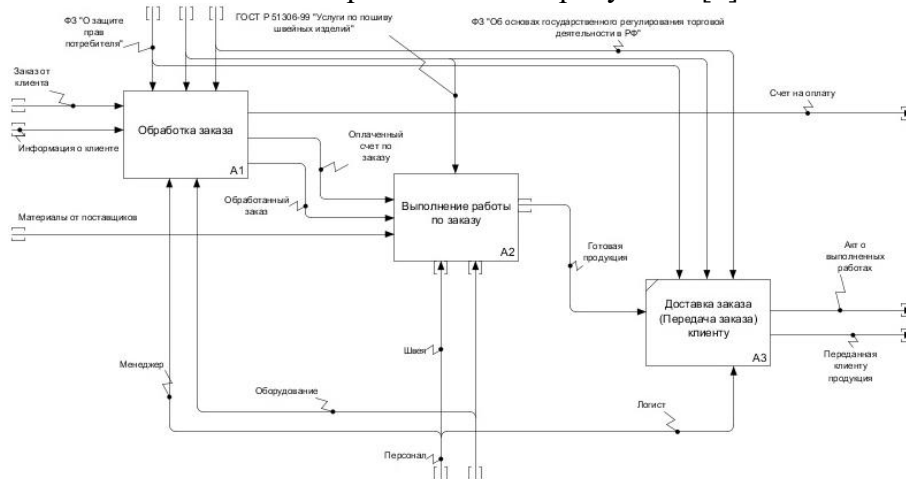 ФЗ "О защите
прав
потребителя"
ГОСТ Р 51306-99 "Услуги по пошиву
швейных изделий"
ФЗ "Об основах государственного регулирования торговой
деятельности в РФ"
Заказ от
клиента
Информация о клиенте
Обработка заказа
A1
Счет на оплату
Оплаченный
счет по
заказу
Обработанный
заказ
Материалы от поставщиков
Выполнение работы
по заказу
A2
Готовая
продукция
Акт о
выполненных
работах
Доставка заказа
(Передача заказа)
клиенту
A3
Переданная
клиенту
продукция
Швея
Менеджер
Оборудование
Логист
Персонал